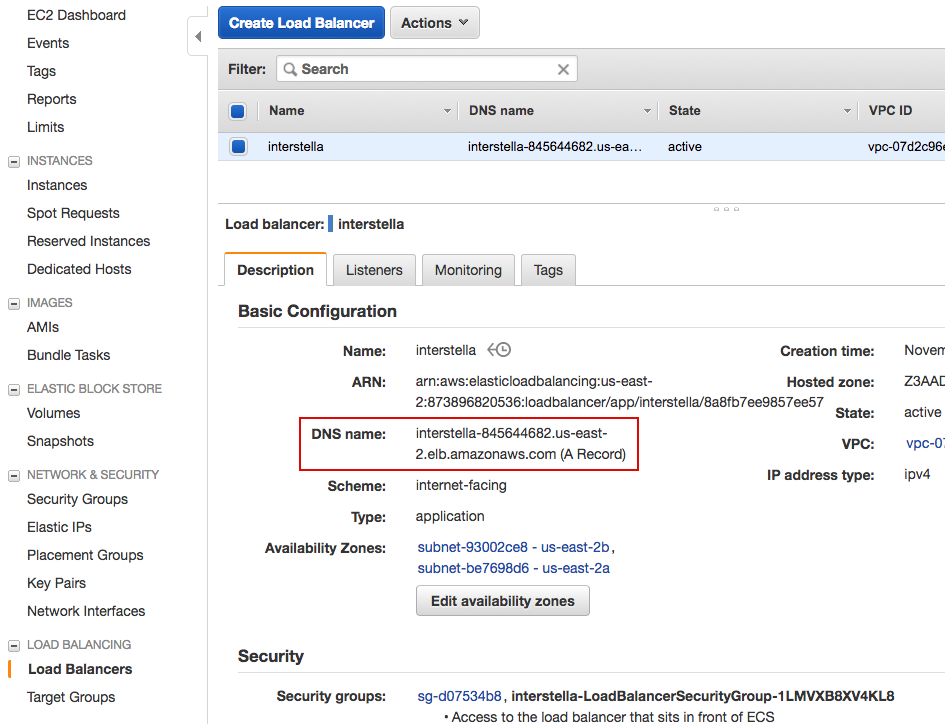 EC2 Dashboard
Events
Tags
Reports
Limits
INSTANCES
Instances
Spot Requests
Reserved Instances
Dedicated Hosts
IMAGES
AMIs
Bundle Tasks
ELASTIC BLOCK STORE
Volumes
Snapshots
NETWORK & SECURITY
Security Groups
Elastic IPs
Placement Groups
Key Pairs
Network Interfaces
LOAD BALANCING
Load Balancers
Target Groups
Create Load Balancer Actions
Filter: Search
Name DNS name State VPC ID
interstella interstella-845644682.us-ea… active vpc-07d2c96e
Load balancer: interstella
Description Listeners Monitoring Tags
Basic Configuration
Name: interstella
ARN: arn:aws:elasticloadbalancing:us-east-
2:873896820536:loadbalancer/app/interstella/8a8fb7ee9857ee57
DNS name: interstella-845644682.us-east-
2.elb.amazonaws.com (A Record)
Scheme: internet-facing
Type: application
Availability Zones: subnet-93002ce8 - us-east-2b,
subnet-be7698d6 - us-east-2a
Edit availability zones
Creation time: Novem
Hosted zone: Z3AAD
State: active
VPC: vpc-07
IP address type: ipv4
Security
Security groups: sg-d07534b8, interstella-LoadBalancerSecurityGroup-1LMVXB8XV4KL8
• Access to the load balancer that sits in front of ECS